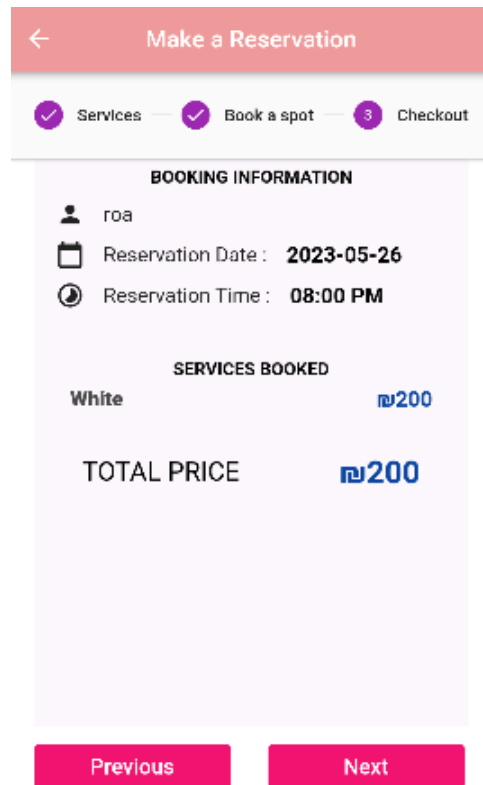 Make a Reservation
Services Book a spot 3 Checkout
BOOKING INFORMATION
roa
Reservation Date : 2023-05-26
Reservation Time : 08:00 PM
SERVICES BOOKED
White ₪200
TOTAL PRICE ₪200
Previous Next